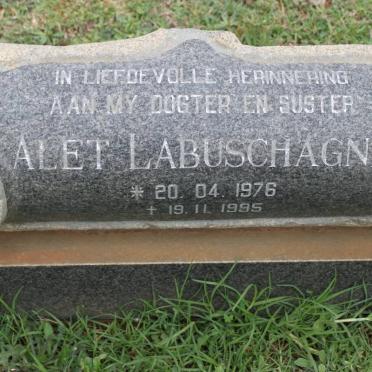 IN LIEFDEVOLLE HERINNERING
AAN MY DOGTER EN SUSTER
ALET LABUSCHAGN
* 20. 04. 1976
+ 19. 11. 1995